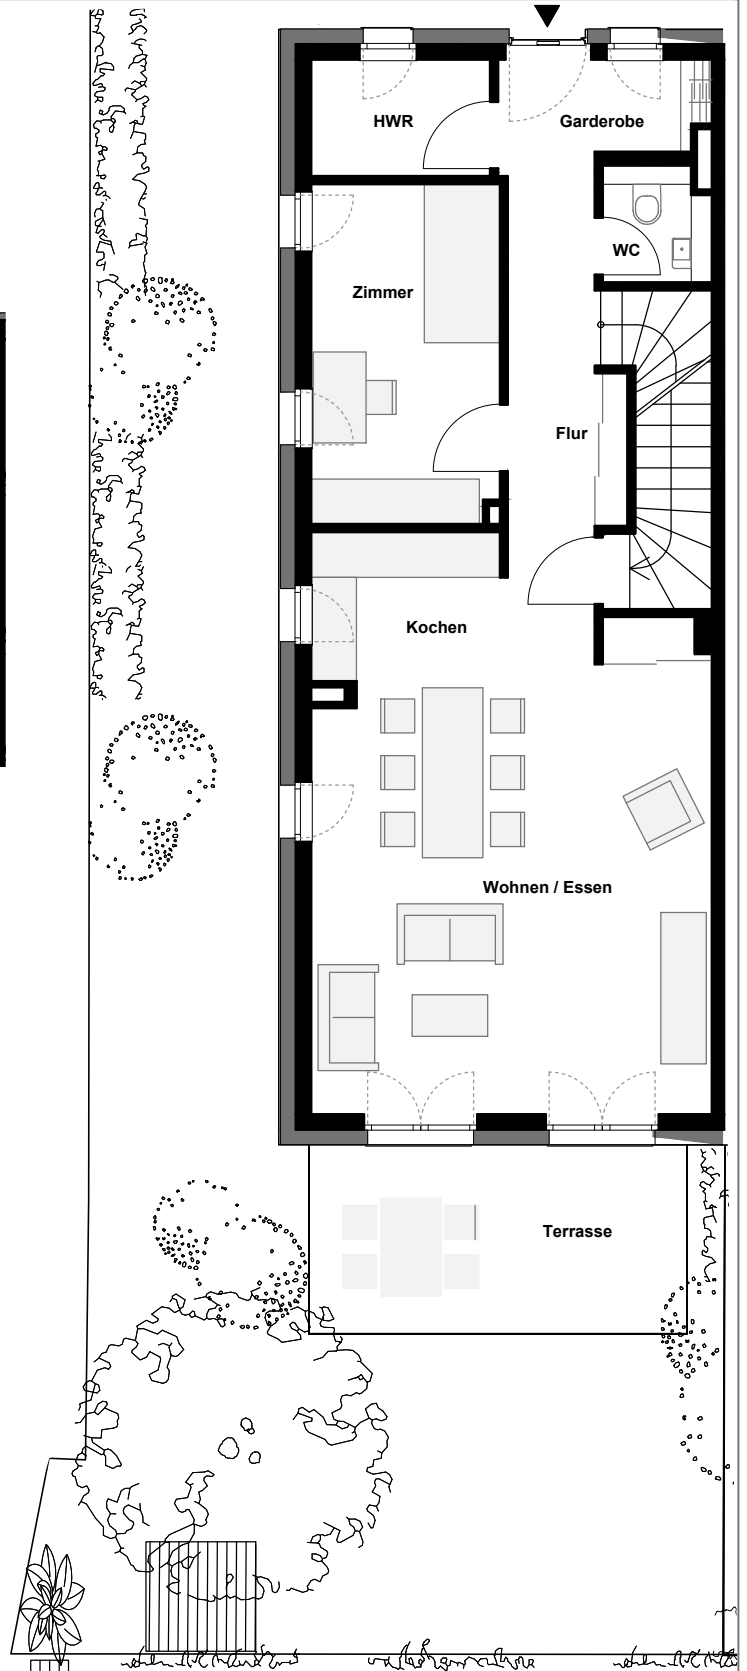 HWR
Garderobe
WC
Zimmer
Flur
Kochen
Wohnen / Essen
Terrasse